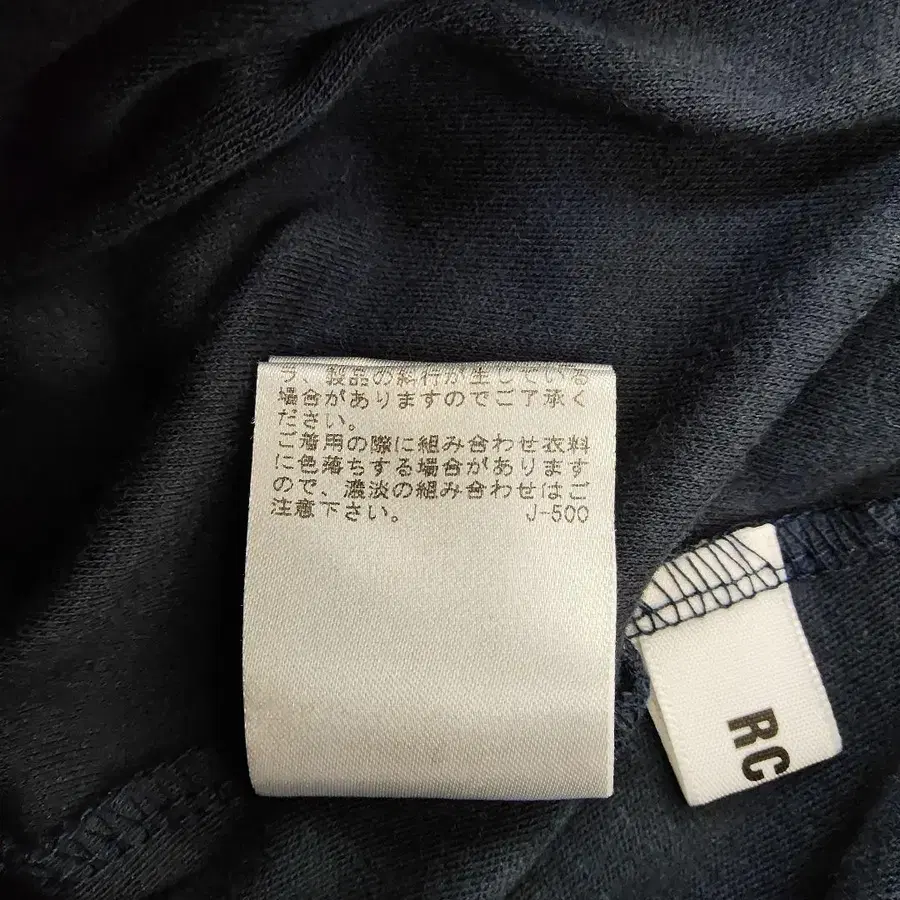 ラ、製品の斜行が生じている
場合がありますのでご了承く
ださい。
ご着用の際に組み合わせ衣料
に色落ちする場合があります
ので、濃淡の組み合わせはご
注意下さい。 J-500
RC